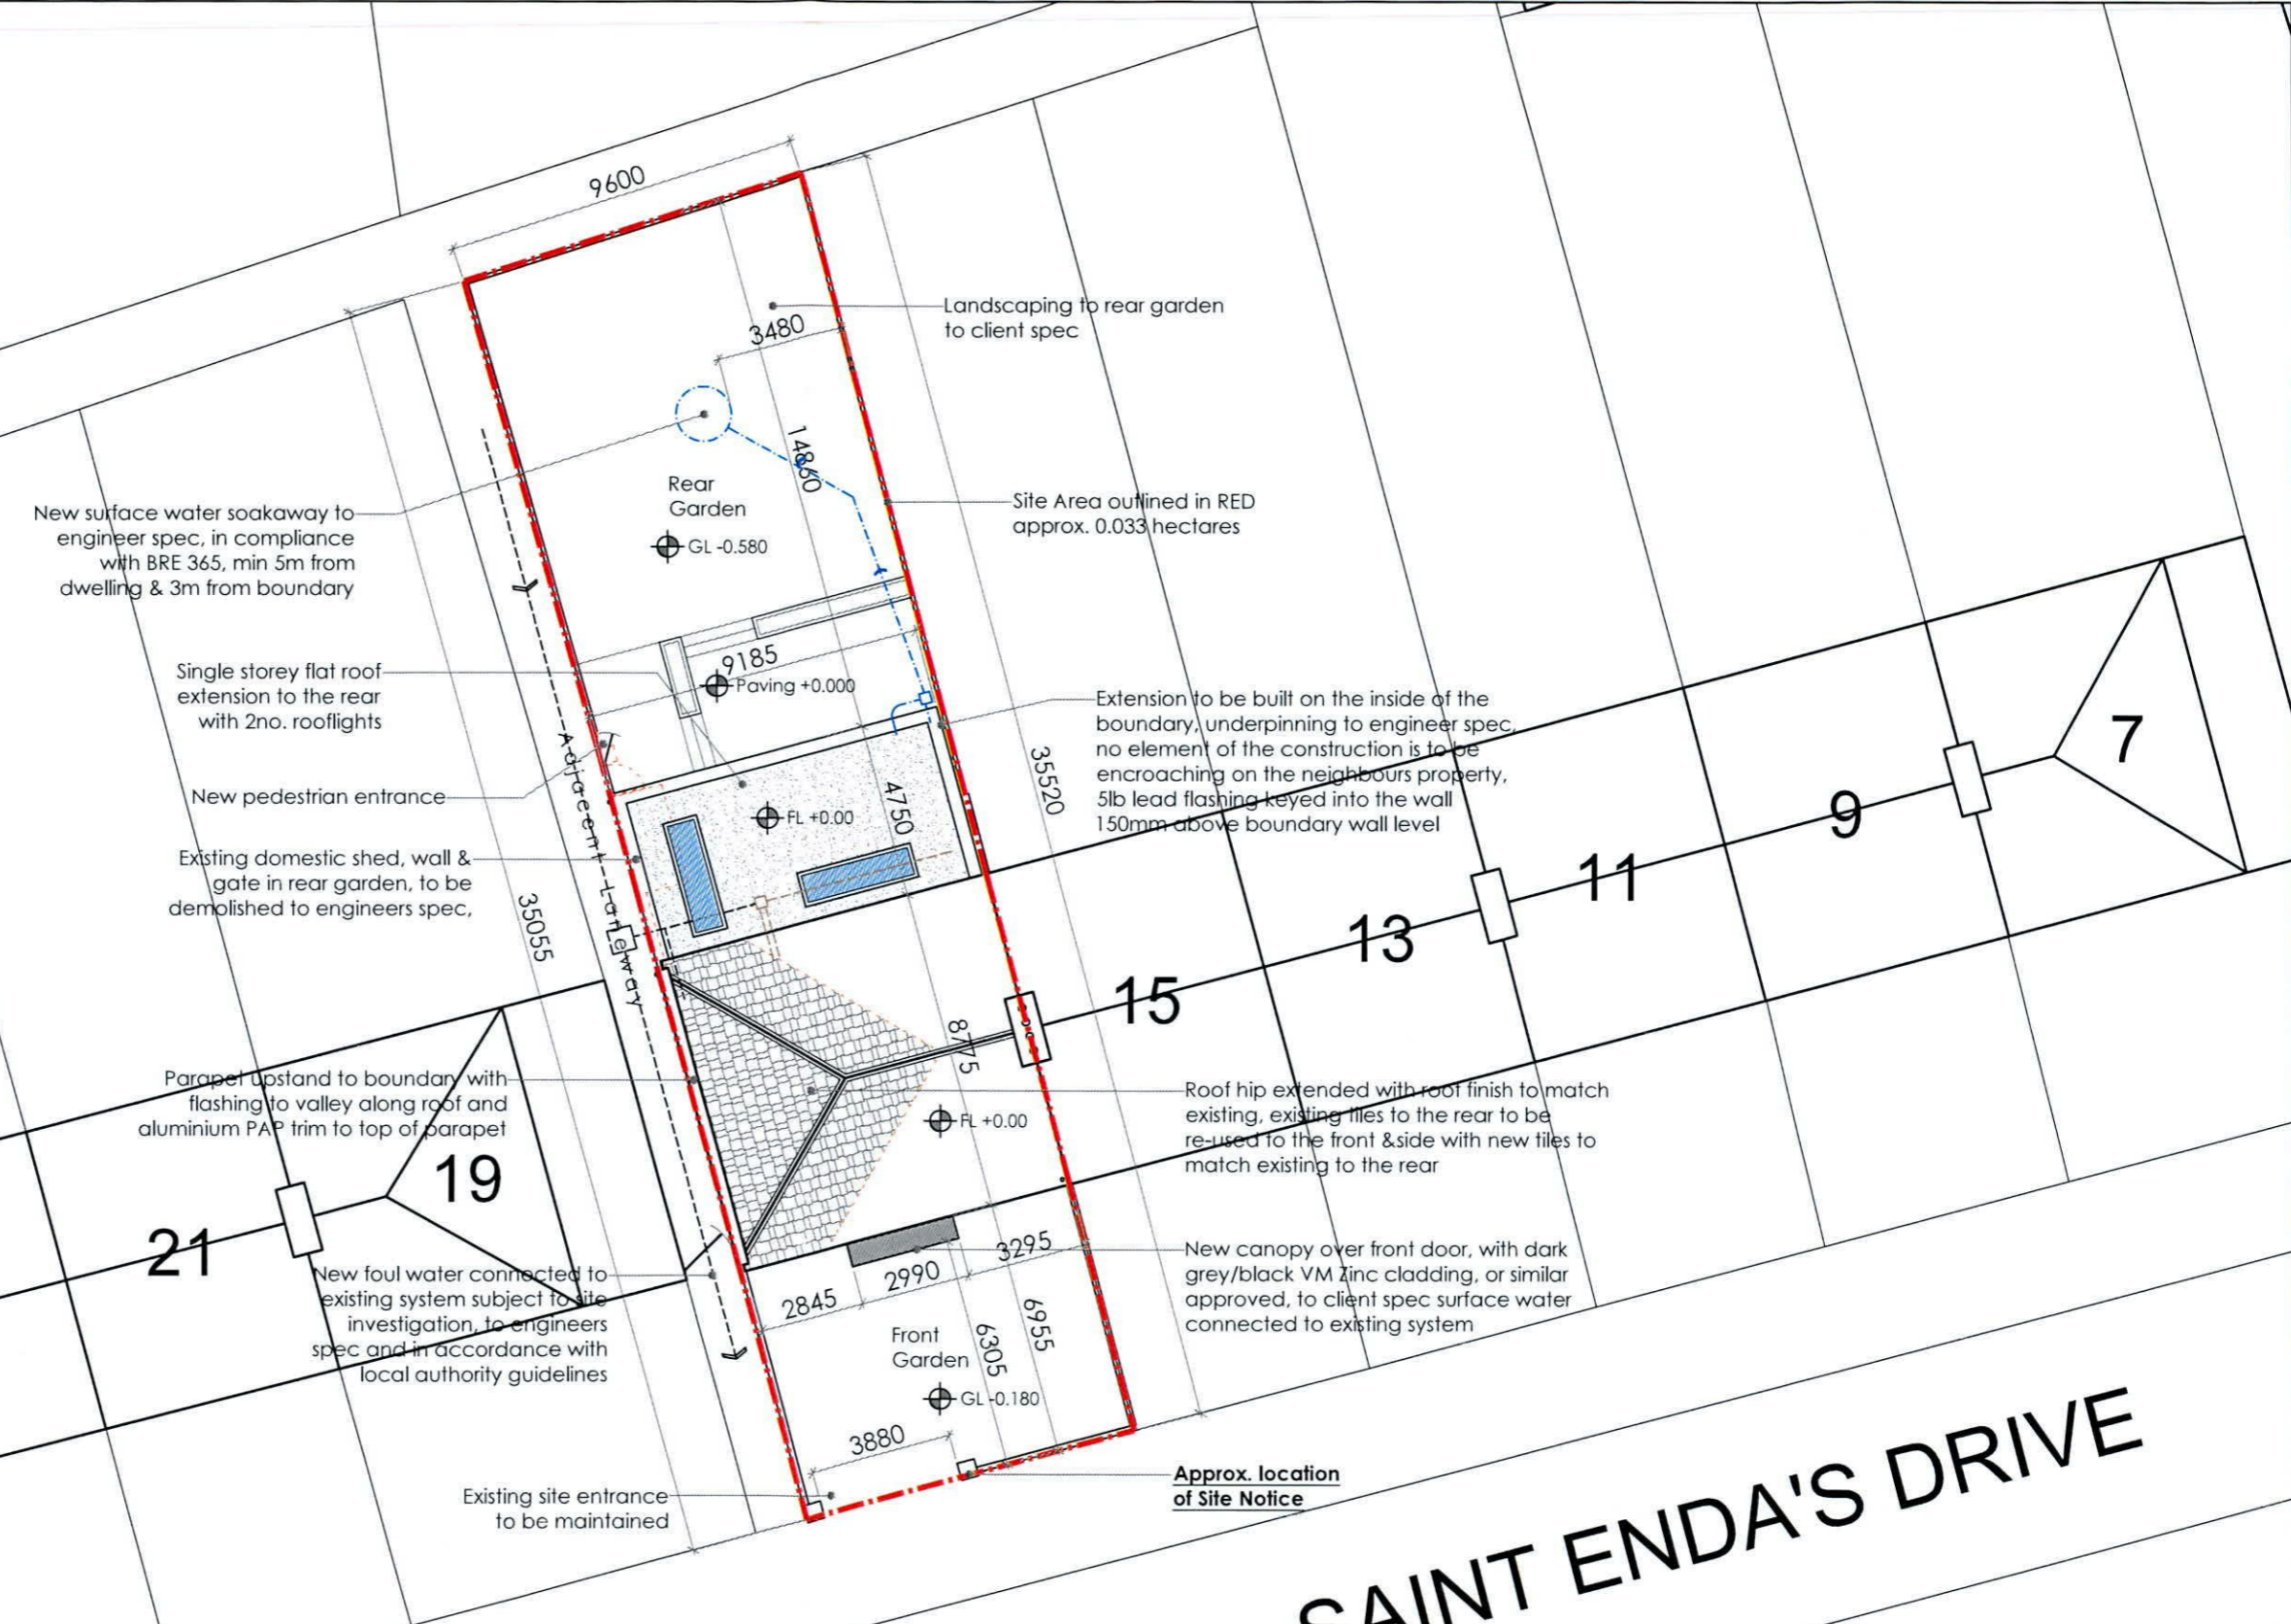 9600
Landscaping to rear garden
to client spec
3480
14860
Rear
Garden
GL -0.580
Site Area outlined in RED
approx. 0.033 hectares
New surface water soakaway to
engineer spec, in compliance
with BRE 365, min 5m from
dwelling & 3m from boundary
9185
Paving +0.000
Single storey flat roof
extension to the rear
with 2no. rooflights
Extension to be built on the inside of the
boundary, underpinning to engineer spec,
no element of the construction is to be
encroaching on the neighbours property,
5lb lead flashing keyed into the wall
150mm above boundary wall level
New pedestrian entrance
Adjacent Laneway
FL +0.00
4750
35520
7
9
11
13
15
Existing domestic shed, wall &
gate in rear garden, to be
demolished to engineers spec,
35055
8775
Parapet upstand to boundary with
flashing to valley along roof and
aluminium PAP trim to top of parapet
Roof hip extended with roof finish to match
existing, existing tiles to the rear to be
re-used to the front &side with new tiles to
match existing to the rear
FL +0.00
19
21
New foul water connected to
existing system subject to site
investigation, to engineers
spec and in accordance with
local authority guidelines
New canopy over front door, with dark
grey/black VM Zinc cladding, or similar
approved, to client spec surface water
connected to existing system
3295
2990
2845
6955
6305
Front
Garden
GL -0.180
3880
Approx. location
of Site Notice
Existing site entrance
to be maintained
SAINT ENDA'S DRIVE